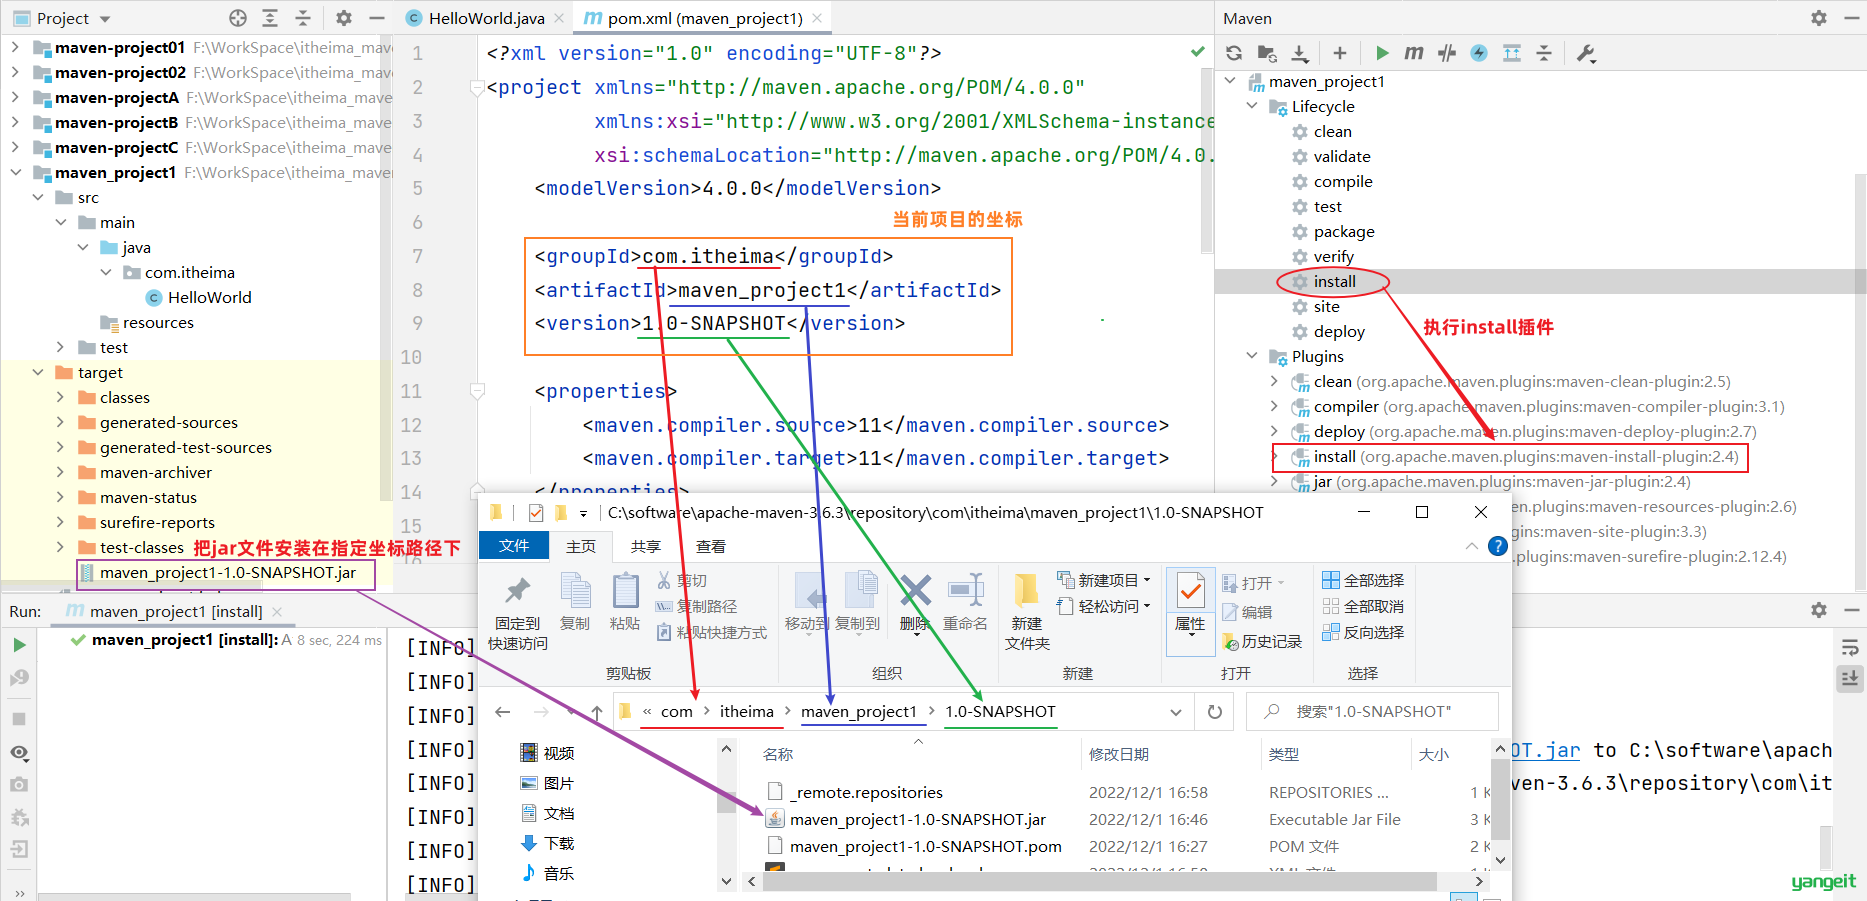 Project
HelloWorld.java
pom.xml (maven_project1)
Maven
maven-project01 F:\WorkSpace\itheima_mav
maven-project02 F:\WorkSpace\itheima_mav
maven-projectA F:\WorkSpace\itheima_mave
maven-projectB F:\WorkSpace\itheima_mave
maven-projectC F:\WorkSpace\itheima_mave
maven_project1 F:\WorkSpace\itheima_maven
src
main
java
com.itheima
HelloWorld
resources
test
target
classes
generated-sources
generated-test-sources
maven-archiver
maven-status
surefire-reports
test-classes
把jar文件安装在指定坐标路径下
maven_project1-1.0-SNAPSHOT.jar
1 <?xml version="1.0" encoding="UTF-8"?>
2 <project xmlns="http://maven.apache.org/POM/4.0.0"
3 xmlns:xsi="http://www.w3.org/2001/XMLSchema-instance
4 xsi:schemaLocation="http://maven.apache.org/POM/4.0.
5 <modelVersion>4.0.0</modelVersion>
6
当前项目的坐标
7 <groupId>com.itheima</groupId>
8 <artifactId>maven_project1</artifactId>
9 <version>1.0-SNAPSHOT</version>
10
11 <properties>
12 <maven.compiler.source>11</maven.compiler.source>
13 <maven.compiler.target>11</maven.compiler.target>
14 </properties>
15
maven_project1
Lifecycle
clean
validate
compile
test
package
verify
install
site
执行install插件
deploy
Plugins
clean (org.apache.maven.plugins:maven-clean-plugin:2.5)
compiler (org.apache.maven.plugins:maven-compiler-plugin:3.1)
deploy (org.apache.maven.plugins:maven-deploy-plugin:2.7)
install (org.apache.maven.plugins:maven-install-plugin:2.4)
jar (org.apache.maven.plugins:maven-jar-plugin:2.4)
n.plugins:maven-resources-plugin:2.6)
n.plugins:maven-site-plugin:3.3)
.plugins:maven-surefire-plugin:2.12.4)
Run: maven_project1 [install]
maven_project1 [install]: A 8 sec, 224 ms
[INFO]
[INFO]
[INFO]
[INFO]
[INFO]
[INFO]
[INFO]
[INFO]
OT.jar to C:\software\apach
ven-3.6.3\repository\com\it
C:\software\apache-maven-3.6.3\repository\com\itheima\maven_project1\1.0-SNAPSHOT
文件 主页 共享 查看
固定到
快速访问
复制
粘贴
剪切
复制路径
粘贴快捷方式
剪贴板
移动到
复制到
删除
重命名
组织
新建
文件夹
新建项目
轻松访问
新建
属性
打开
编辑
历史记录
打开
全部选择
全部取消
反向选择
选择
« com › itheima › maven_project1 › 1.0-SNAPSHOT
搜索"1.0-SNAPSHOT"
视频
图片
文档
下载
音乐
名称 修改日期 类型 大小
_remote.repositories 2022/12/1 16:58 REPOSITORIES ... 1 K
maven_project1-1.0-SNAPSHOT.jar 2022/12/1 16:46 Executable Jar File 3 K
maven_project1-1.0-SNAPSHOT.pom 2022/12/1 16:27 POM 文件 2 K
yangeit